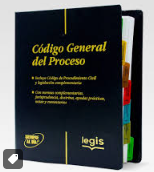 Código General
del Proceso
Incluye Código de Procedimiento Civil
y legislación complementaria
Con normas complementarias,
jurisprudencia, doctrina, ayudas prácticas,
notas y comentarios
legis